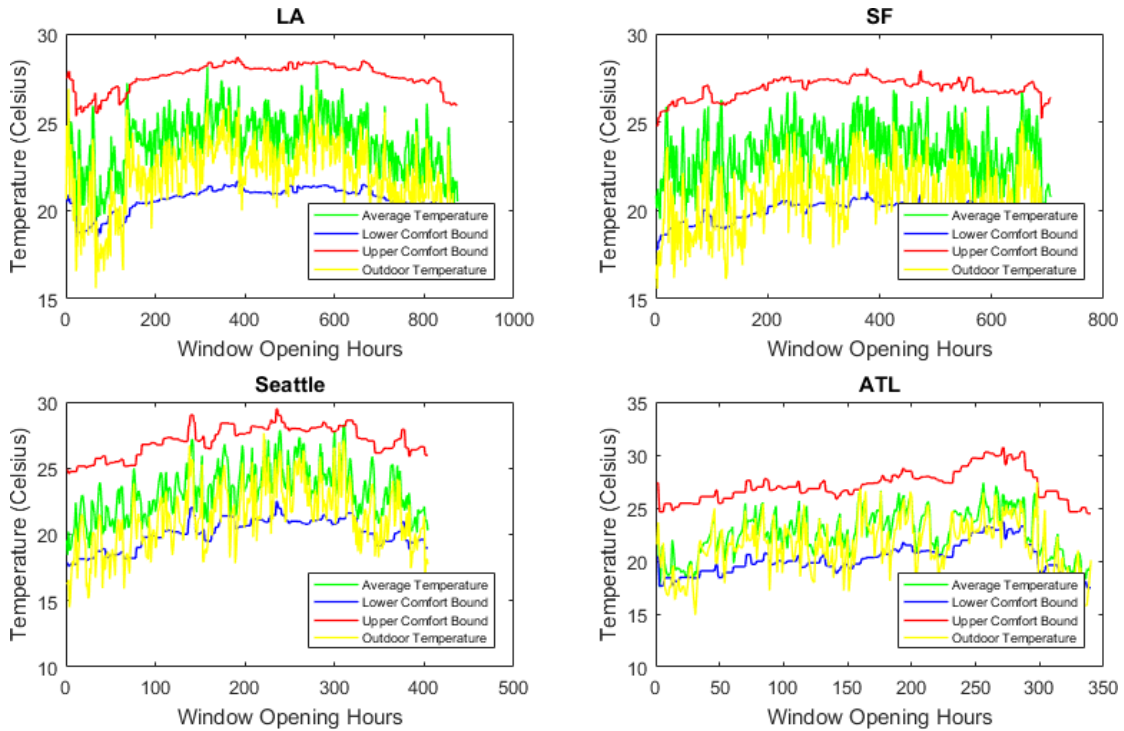 LA
30
25
20
15
Temperature (Celsius)
0 200 400 600 800 1000
Window Opening Hours
Average Temperature
Lower Comfort Bound
Upper Comfort Bound
Outdoor Temperature
SF
30
25
20
15
Temperature (Celsius)
0 200 400 600 800
Window Opening Hours
Average Temperature
Lower Comfort Bound
Upper Comfort Bound
Outdoor Temperature
Seattle
30
25
20
15
10
Temperature (Celsius)
0 100 200 300 400 500
Window Opening Hours
Average Temperature
Lower Comfort Bound
Upper Comfort Bound
Outdoor Temperature
ATL
35
30
25
20
15
10
Temperature (Celsius)
0 50 100 150 200 250 300 350
Window Opening Hours
Average Temperature
Lower Comfort Bound
Upper Comfort Bound
Outdoor Temperature